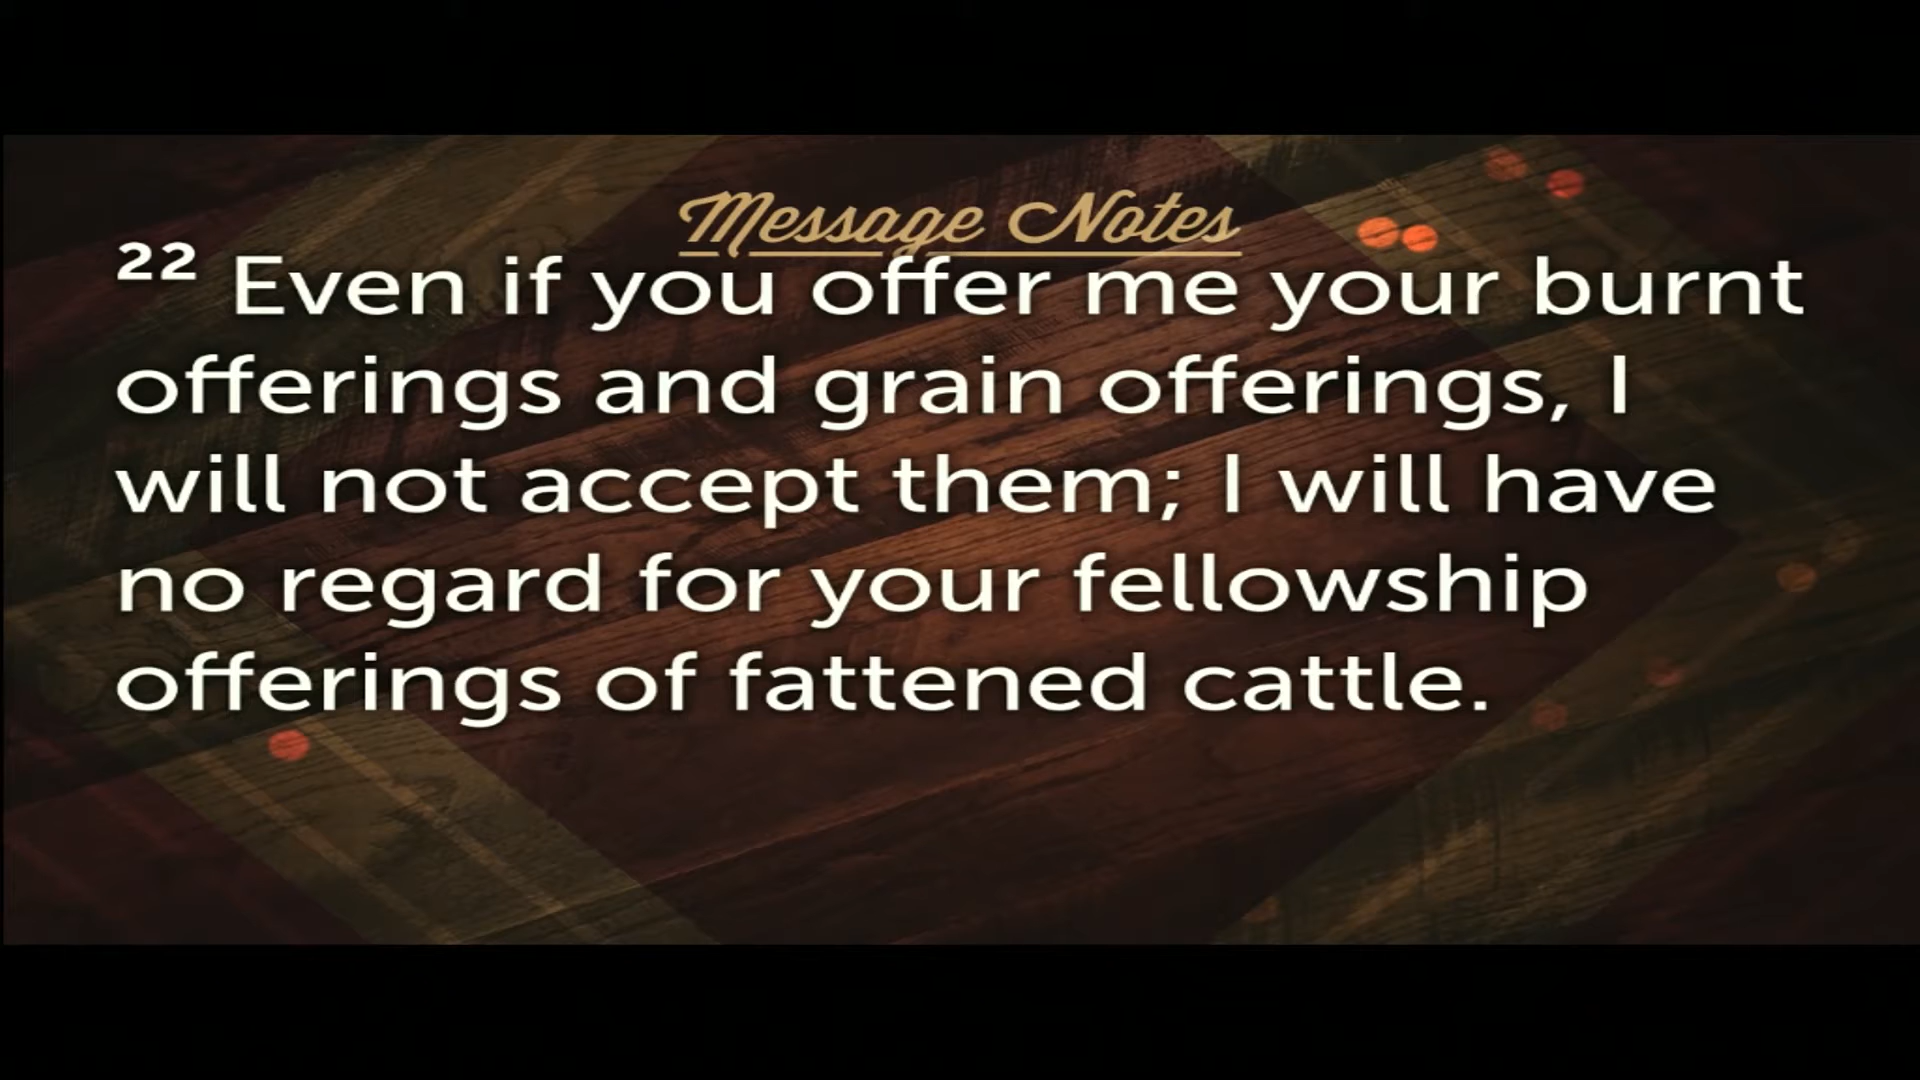 Message Notes
22 Even if you offer me your burnt
offerings and grain offerings, I
will not accept them; I will have
no regard for your fellowship
offerings of fattened cattle.